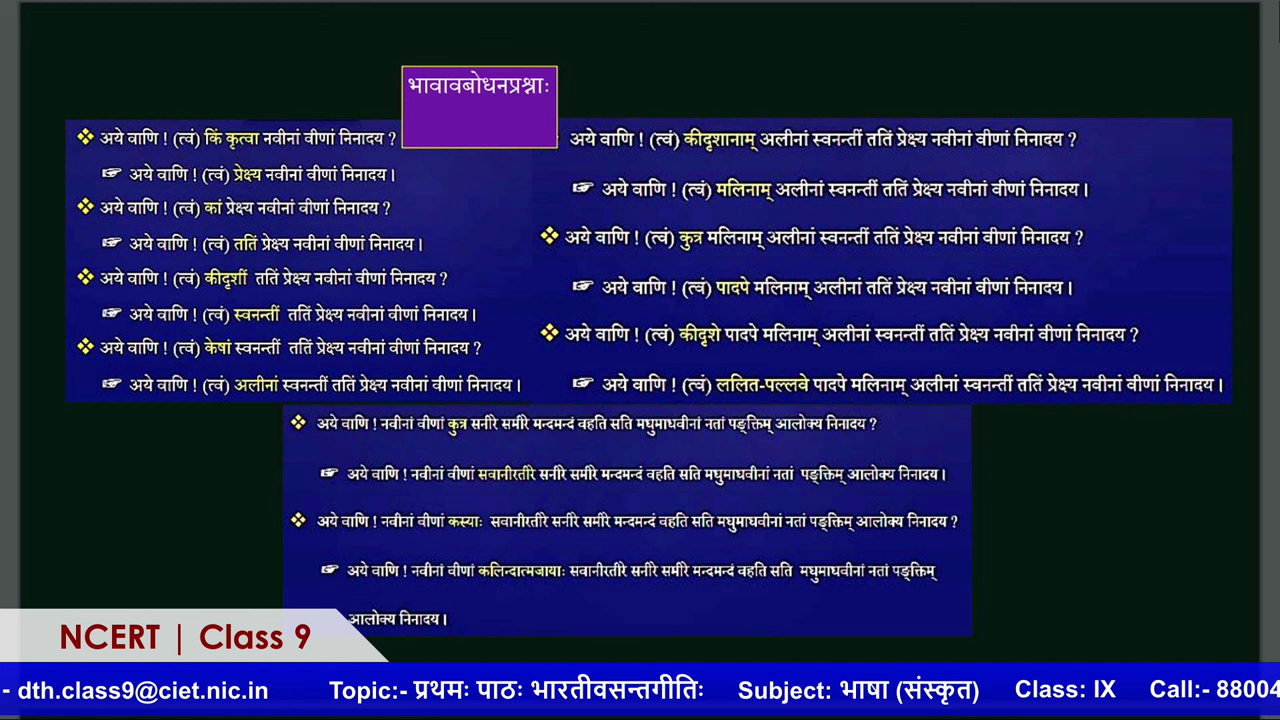 भावावबोधनप्रश्नाः
❖ अये वाणि ! (त्वं) किं कृत्वा नवीनां वीणां निनादय ?
☞ अये वाणि ! (त्वं) प्रेक्ष्य नवीनां वीणां निनादय।
❖ अये वाणि ! (त्वं) कां प्रेक्ष्य नवीनां वीणां निनादय ?
☞ अये वाणि ! (त्वं) ततिं प्रेक्ष्य नवीनां वीणां निनादय।
❖ अये वाणि ! (त्वं) कीदृशीं ततिं प्रेक्ष्य नवीनां वीणां निनादय ?
☞ अये वाणि ! (त्वं) स्वनन्तीं ततिं प्रेक्ष्य नवीनां वीणां निनादय।
❖ अये वाणि ! (त्वं) केषां स्वनन्तीं ततिं प्रेक्ष्य नवीनां वीणां निनादय ?
☞ अये वाणि ! (त्वं) अलीनां स्वनन्तीं ततिं प्रेक्ष्य नवीनां वीणां निनादय।
अये वाणि ! (त्वं) कीदृशानाम् अलीनां स्वनन्तीं ततिं प्रेक्ष्य नवीनां वीणां निनादय ?
☞ अये वाणि ! (त्वं) मलिनाम् अलीनां स्वनन्तीं ततिं प्रेक्ष्य नवीनां वीणां निनादय।
❖ अये वाणि ! (त्वं) कुत्र मलिनाम् अलीनां स्वनन्तीं ततिं प्रेक्ष्य नवीनां वीणां निनादय ?
☞ अये वाणि ! (त्वं) पादपे मलिनाम् अलीनां ततिं प्रेक्ष्य नवीनां वीणां निनादय।
❖ अये वाणि ! (त्वं) कीदृशे पादपे मलिनाम् अलीनां स्वनन्तीं ततिं प्रेक्ष्य नवीनां वीणां निनादय ?
☞ अये वाणि ! (त्वं) ललित-पल्लवे पादपे मलिनाम् अलीनां स्वनन्तीं ततिं प्रेक्ष्य नवीनां वीणां निनादय।
❖ अये वाणि ! नवीनां वीणां कुत्र सनीरे समीरे मन्दमन्दं वहति सति मधुमाधवीनां नतां पङ्क्तिम् आलोक्य निनादय ?
☞ अये वाणि ! नवीनां वीणां सवानीरतीरे सनीरे समीरे मन्दमन्दं वहति सति मधुमाधवीनां नतां पङ्क्तिम् आलोक्य निनादय।
❖ अये वाणि ! नवीनां वीणां कस्याः सवानीरतीरे सनीरे समीरे मन्दमन्दं वहति सति मधुमाधवीनां नतां पङ्क्तिम् आलोक्य निनादय ?
☞ अये वाणि ! नवीनां वीणां कलिन्दात्मजायाः सवानीरतीरे सनीरे समीरे मन्दमन्दं वहति सति मधुमाधवीनां नतां पङ्क्तिम्
आलोक्य निनादय।
NCERT | Class 9
- dth.class9@ciet.nic.in Topic:- प्रथमः पाठः भारतीवसन्तगीतिः Subject: भाषा (संस्कृत) Class: IX Call:- 88004